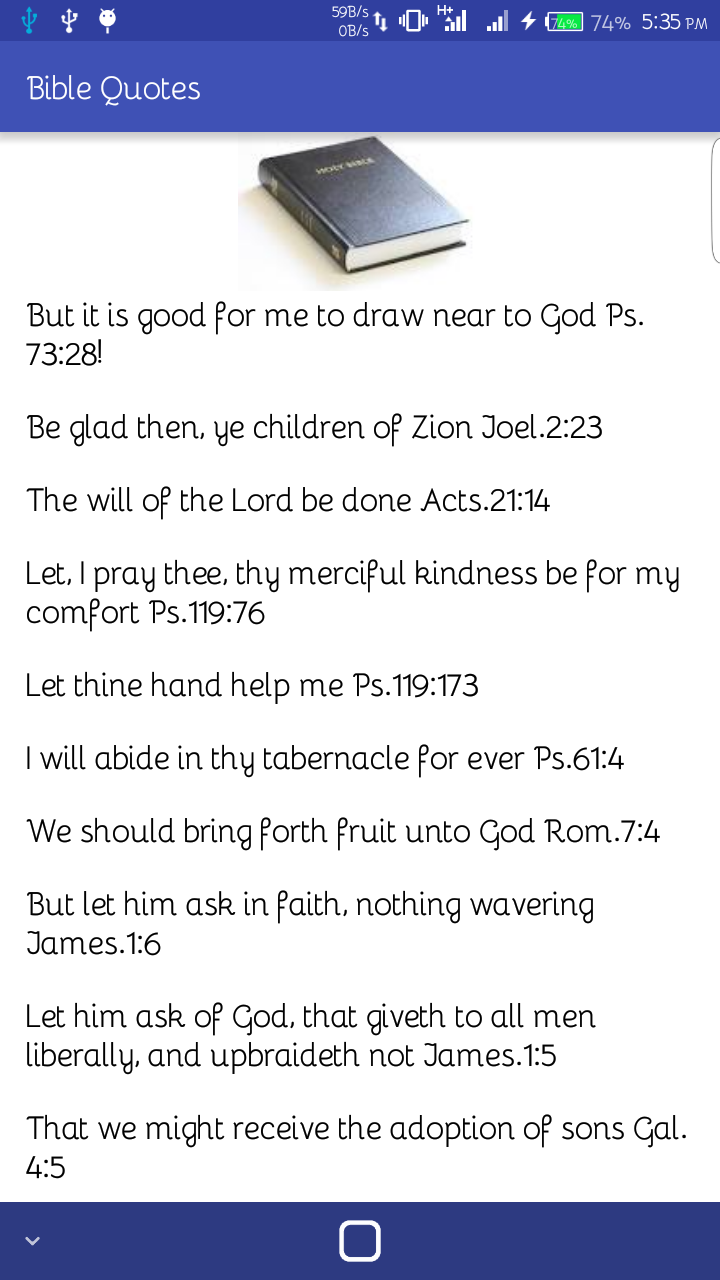 59B/s
0B/s
H+
74%
74%
5:35 PM
Bible Quotes
HOLY BIBLE
But it is good for me to draw near to God Ps.
73:28!
Be glad then, ye children of Zion Joel.2:23
The will of the Lord be done Acts.21:14
Let, I pray thee, thy merciful kindness be for my
comfort Ps.119:76
Let thine hand help me Ps.119:173
I will abide in thy tabernacle for ever Ps.61:4
We should bring forth fruit unto God Rom.7:4
But let him ask in faith, nothing wavering
James.1:6
Let him ask of God, that giveth to all men
liberally, and upbraideth not James.1:5
That we might receive the adoption of sons Gal.
4:5